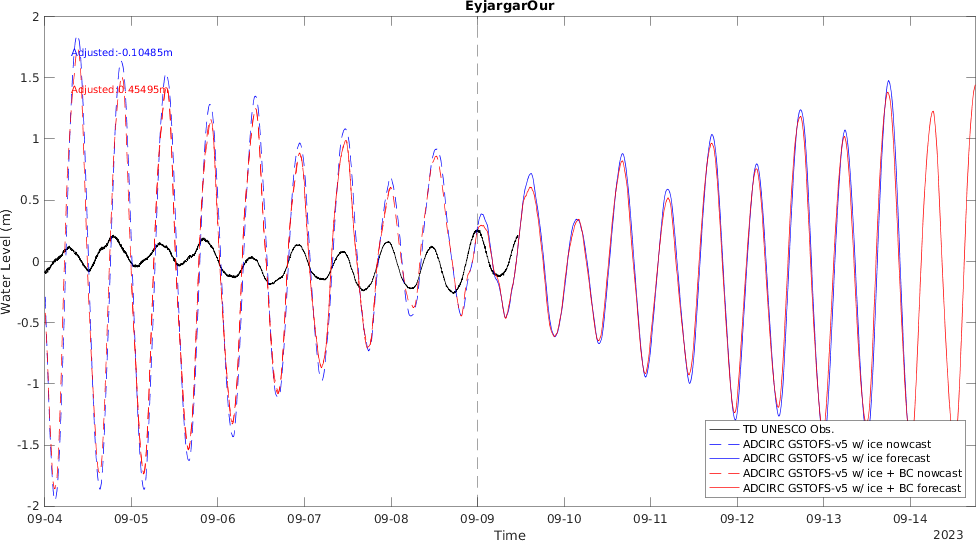 EyjargarOur
2
Adjusted:-0.10485m
1.5
Adjusted:0.45495m
1
0.5
0
-0.5
-1
-1.5
-2
Water Level (m)
TD UNESCO Obs.
ADCIRC GSTOFS-v5 w/ ice nowcast
ADCIRC GSTOFS-v5 w/ ice forecast
ADCIRC GSTOFS-v5 w/ ice + BC nowcast
ADCIRC GSTOFS-v5 w/ ice + BC forecast
09-04 09-05 09-06 09-07 09-08 09-09 09-10 09-11 09-12 09-13 09-14
Time
2023